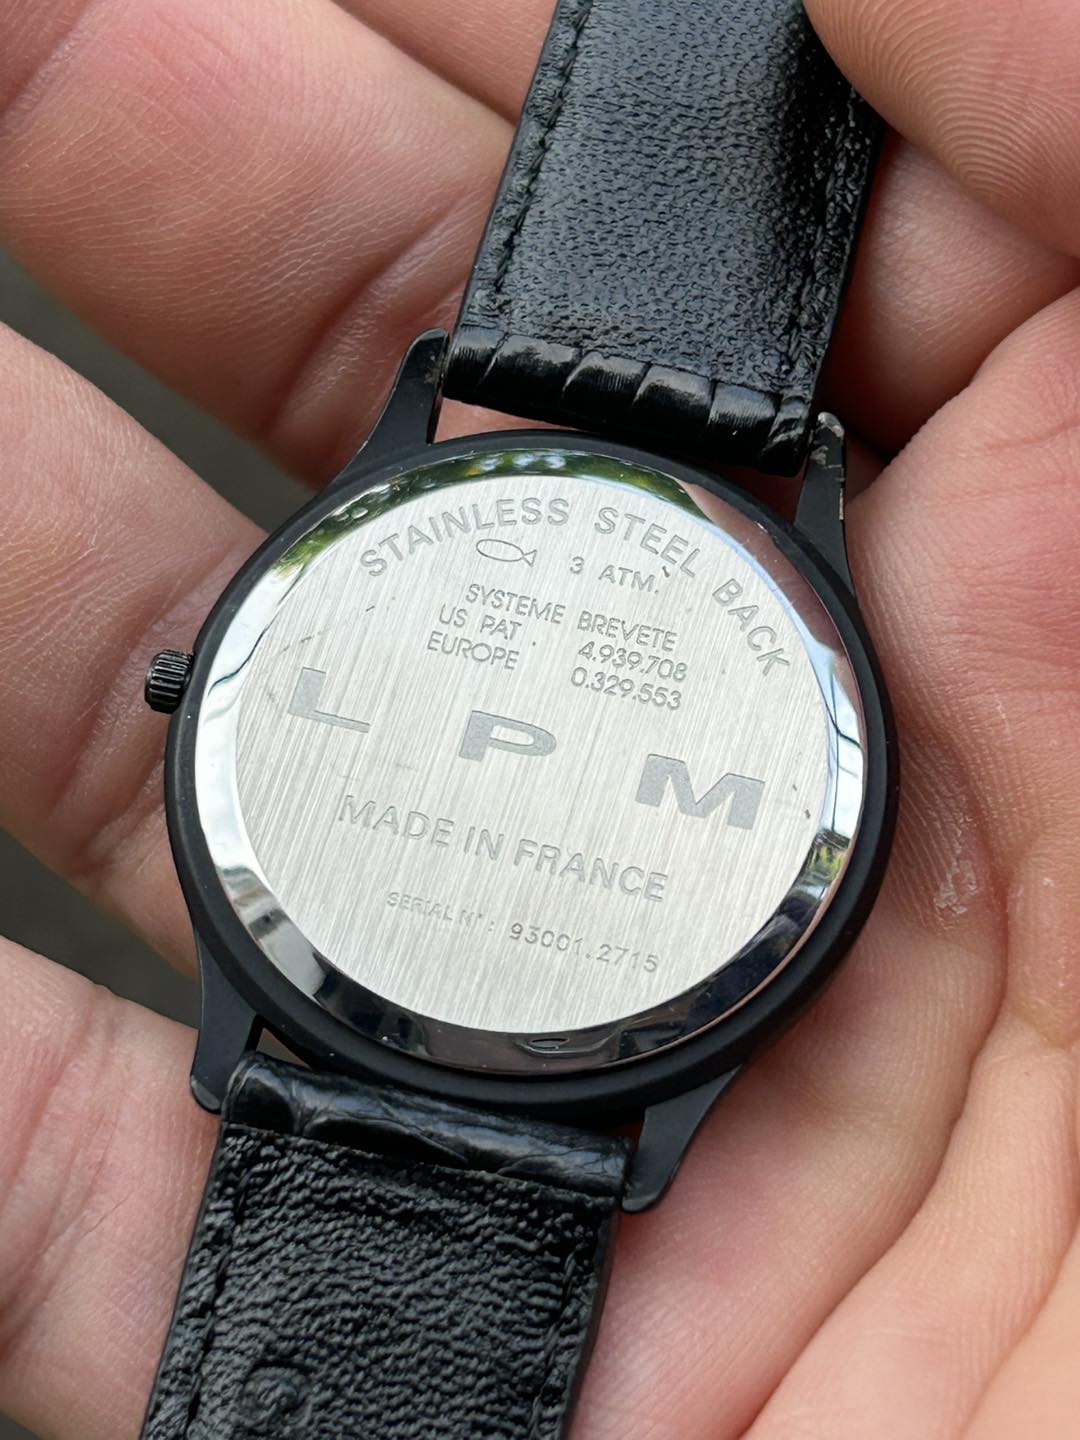 STAINLESS STEEL BACK
3 ATM.
SYSTEME BREVETE
US PAT. 4.939.708
EUROPE 0.329.553
L P M
MADE IN FRANCE
SERIAL N°: 93001.2715